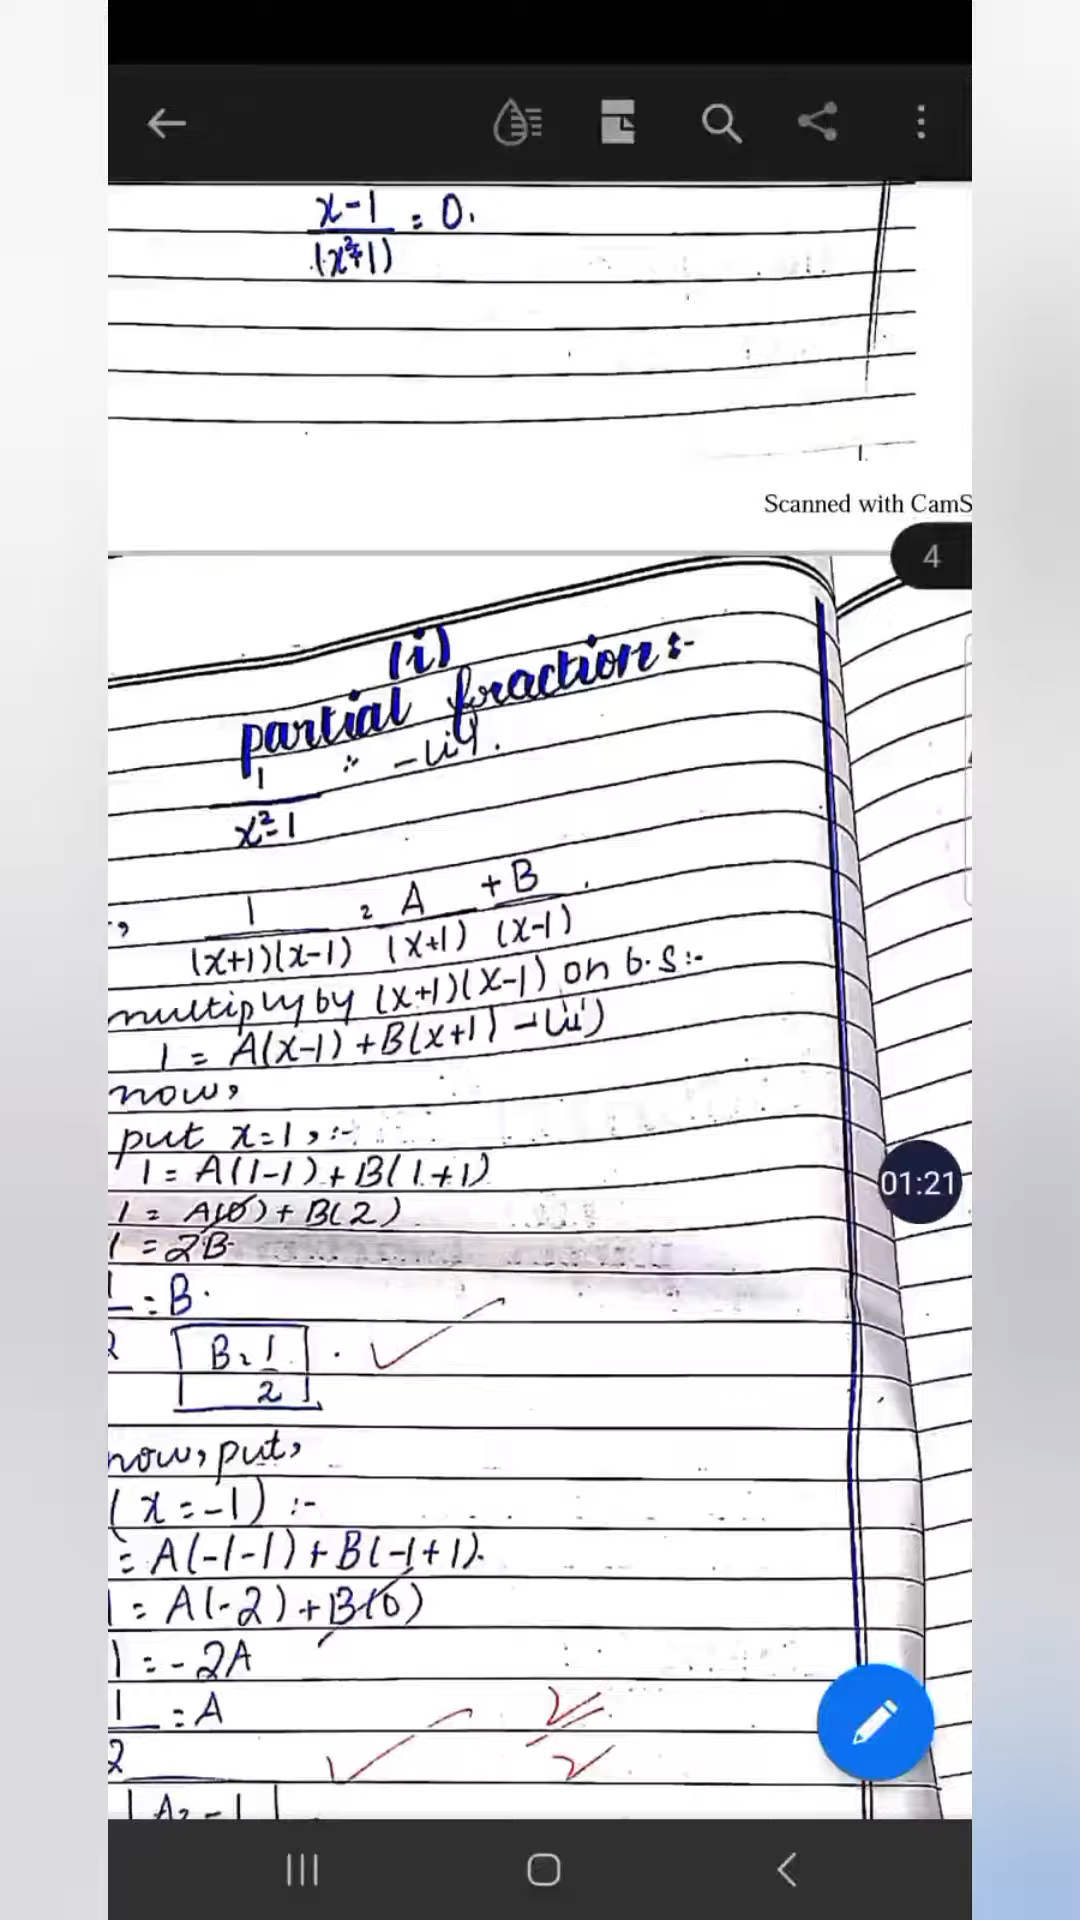 x-1 = 0.
(x²+1)
Scanned with CamS
4
(i)
partial fraction:-
1 ∵ -(i).
x²-1
, 1 = A + B.
(x+1)(x-1) (x+1) (x-1)
multiply by (x+1)(x-1) on b.s:-
1 = A(x-1) + B(x+1) -(ii)
now,
put x=1, :-
1 = A(1-1) + B(1+1)
1 = A(0) + B(2)
1 = 2B
= B.
2
B = 1
2
now, put,
(x = -1) :-
= A(-1-1) + B(-1+1).
1 = A(-2) + B(0)
1 = -2A
1 = A
2
A = -1
01:21